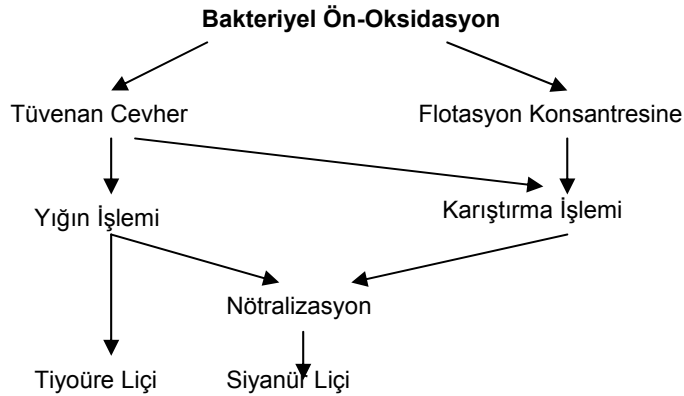 Bakteriyel Ön-Oksidasyon
Tüvenan Cevher
Flotasyon Konsantresine
Yığın İşlemi
Karıştırma İşlemi
Nötralizasyon
Tiyoüre Liçi
Siyanür Liçi